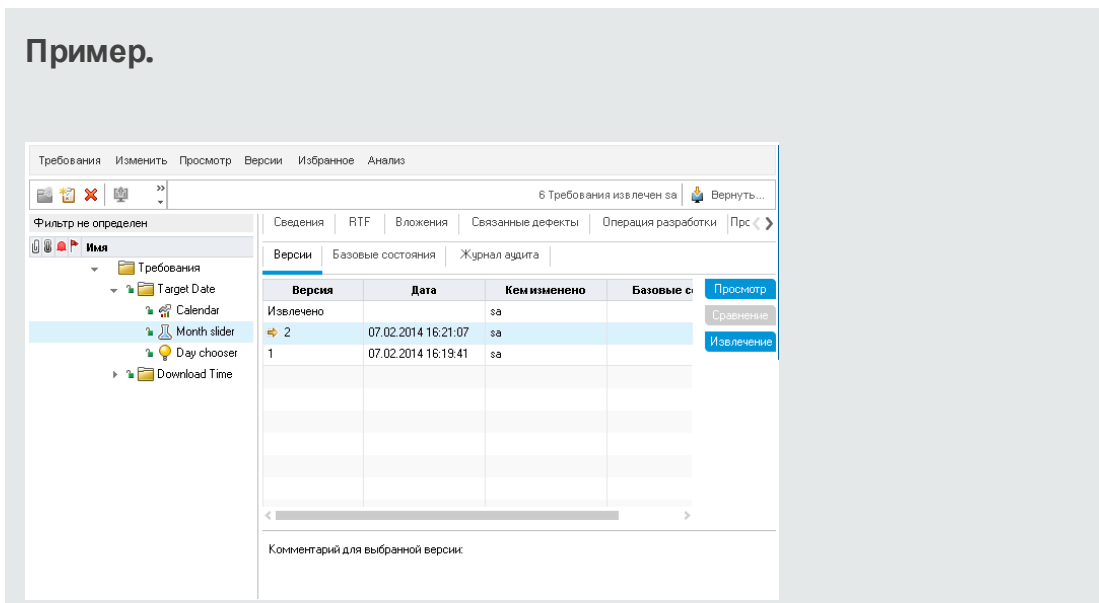 Пример.
Требования Изменить Просмотр Версии Избранное Анализ
6 Требования извлечен sa Вернуть...
Фильтр не определен
Сведения RTF Вложения Связанные дефекты Операция разработки Прс
Имя
Версии Базовые состояния Журнал аудита
Требования
Target Date
Версия Дата Кем изменено Базовые с
Просмотр
Calendar
Извлечено sa
Сравнение
Month slider
2 07.02.2014 16:21:07 sa
Извлечение
Day chooser
1 07.02.2014 16:19:41 sa
Download Time
Комментарий для выбранной версии: